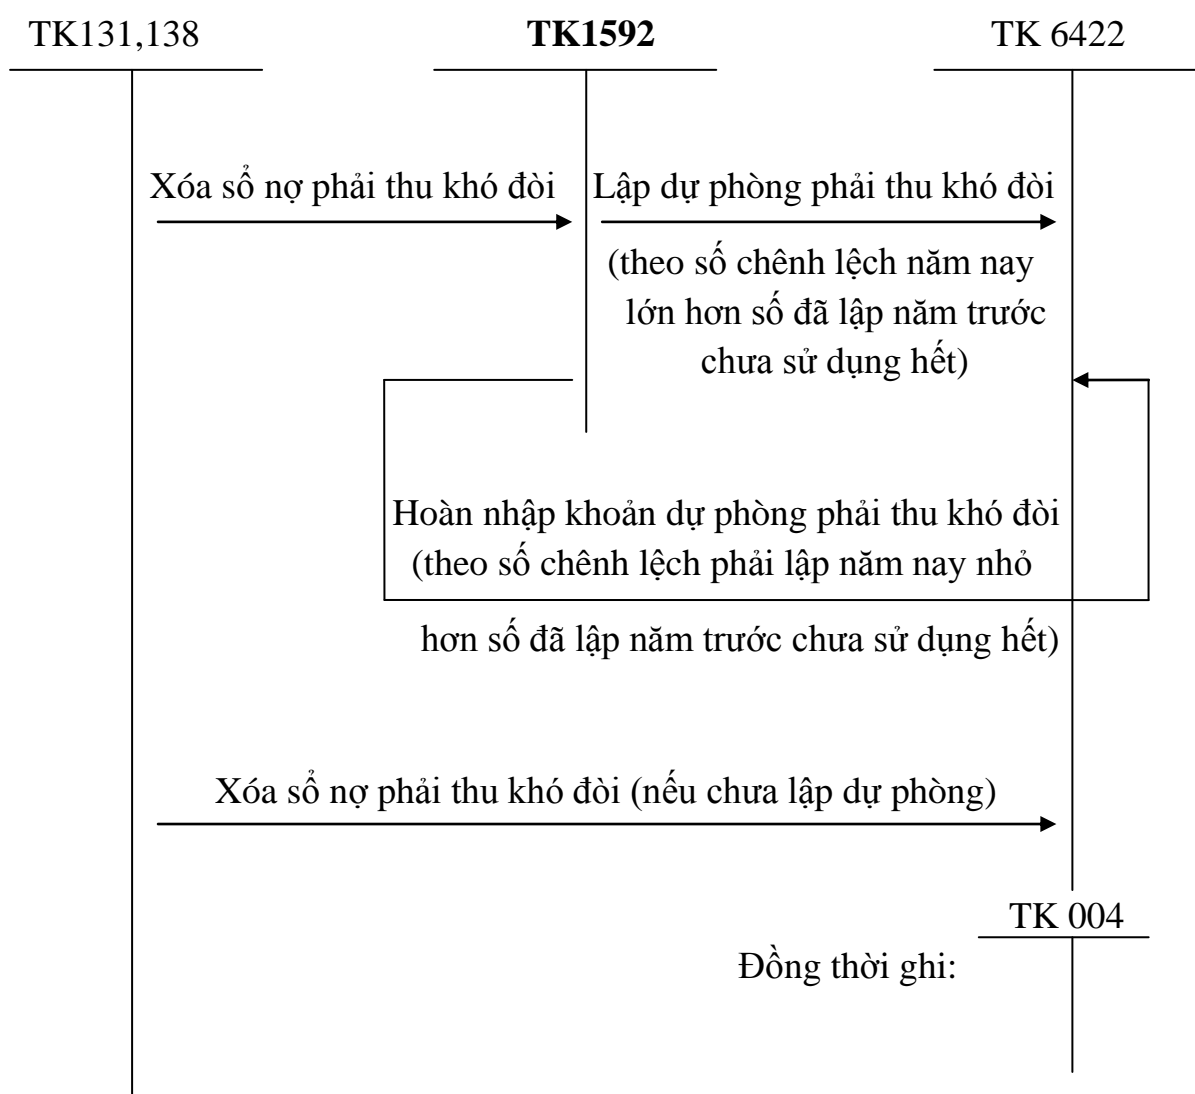 TK131,138
TK1592
TK 6422
Xóa sổ nợ phải thu khó đòi
Lập dự phòng phải thu khó đòi
(theo số chênh lệch năm nay
lớn hơn số đã lập năm trước
chưa sử dụng hết)
Hoàn nhập khoản dự phòng phải thu khó đòi
(theo số chênh lệch phải lập năm nay nhỏ
hơn số đã lập năm trước chưa sử dụng hết)
Xóa sổ nợ phải thu khó đòi (nếu chưa lập dự phòng)
TK 004
Đồng thời ghi: